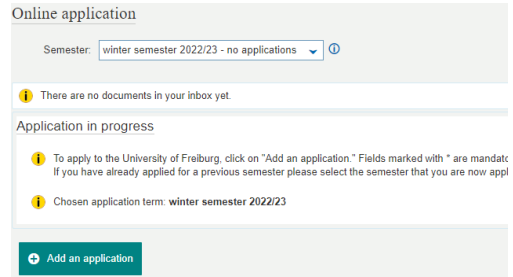 Online application
Semester: winter semester 2022/23 - no applications
There are no documents in your inbox yet.
Application in progress
To apply to the University of Freiburg, click on "Add an application." Fields marked with * are
If you have already applied for a previous semester please select the semester that you are now
Chosen application term: winter semester 2022/23
Add an application